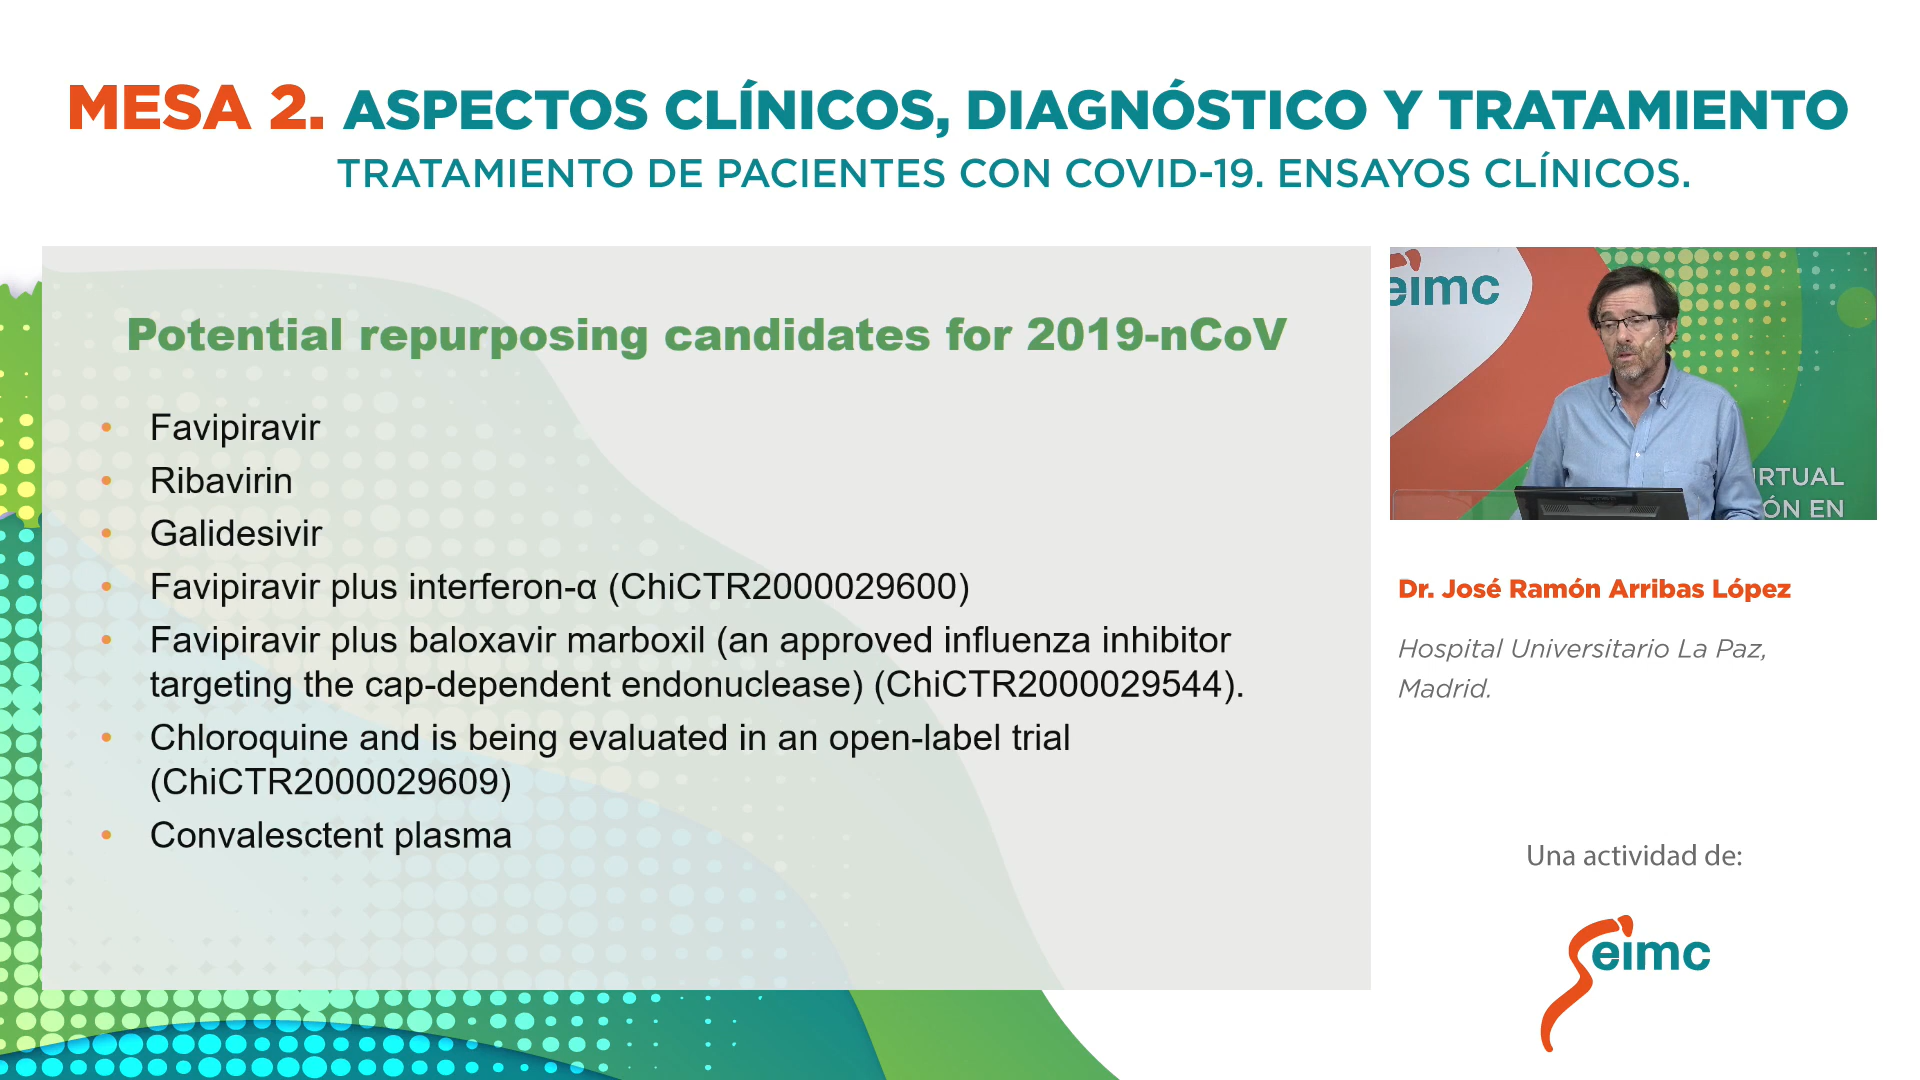 MESA 2. ASPECTOS CLÍNICOS, DIAGNÓSTICO Y TRATAMIENTO
TRATAMIENTO DE PACIENTES CON COVID-19. ENSAYOS CLÍNICOS.
Potential repurposing candidates for 2019-nCoV
• Favipiravir
• Ribavirin
• Galidesivir
• Favipiravir plus interferon-α (ChiCTR2000029600)
• Favipiravir plus baloxavir marboxil (an approved influenza inhibitor
targeting the cap-dependent endonuclease) (ChiCTR2000029544).
• Chloroquine and is being evaluated in an open-label trial
(ChiCTR2000029609)
• Convalesctent plasma
eimc
IRTUAL
ÓN EN
Dr. José Ramón Arribas López
Hospital Universitario La Paz,
Madrid.
Una actividad de:
Seimc